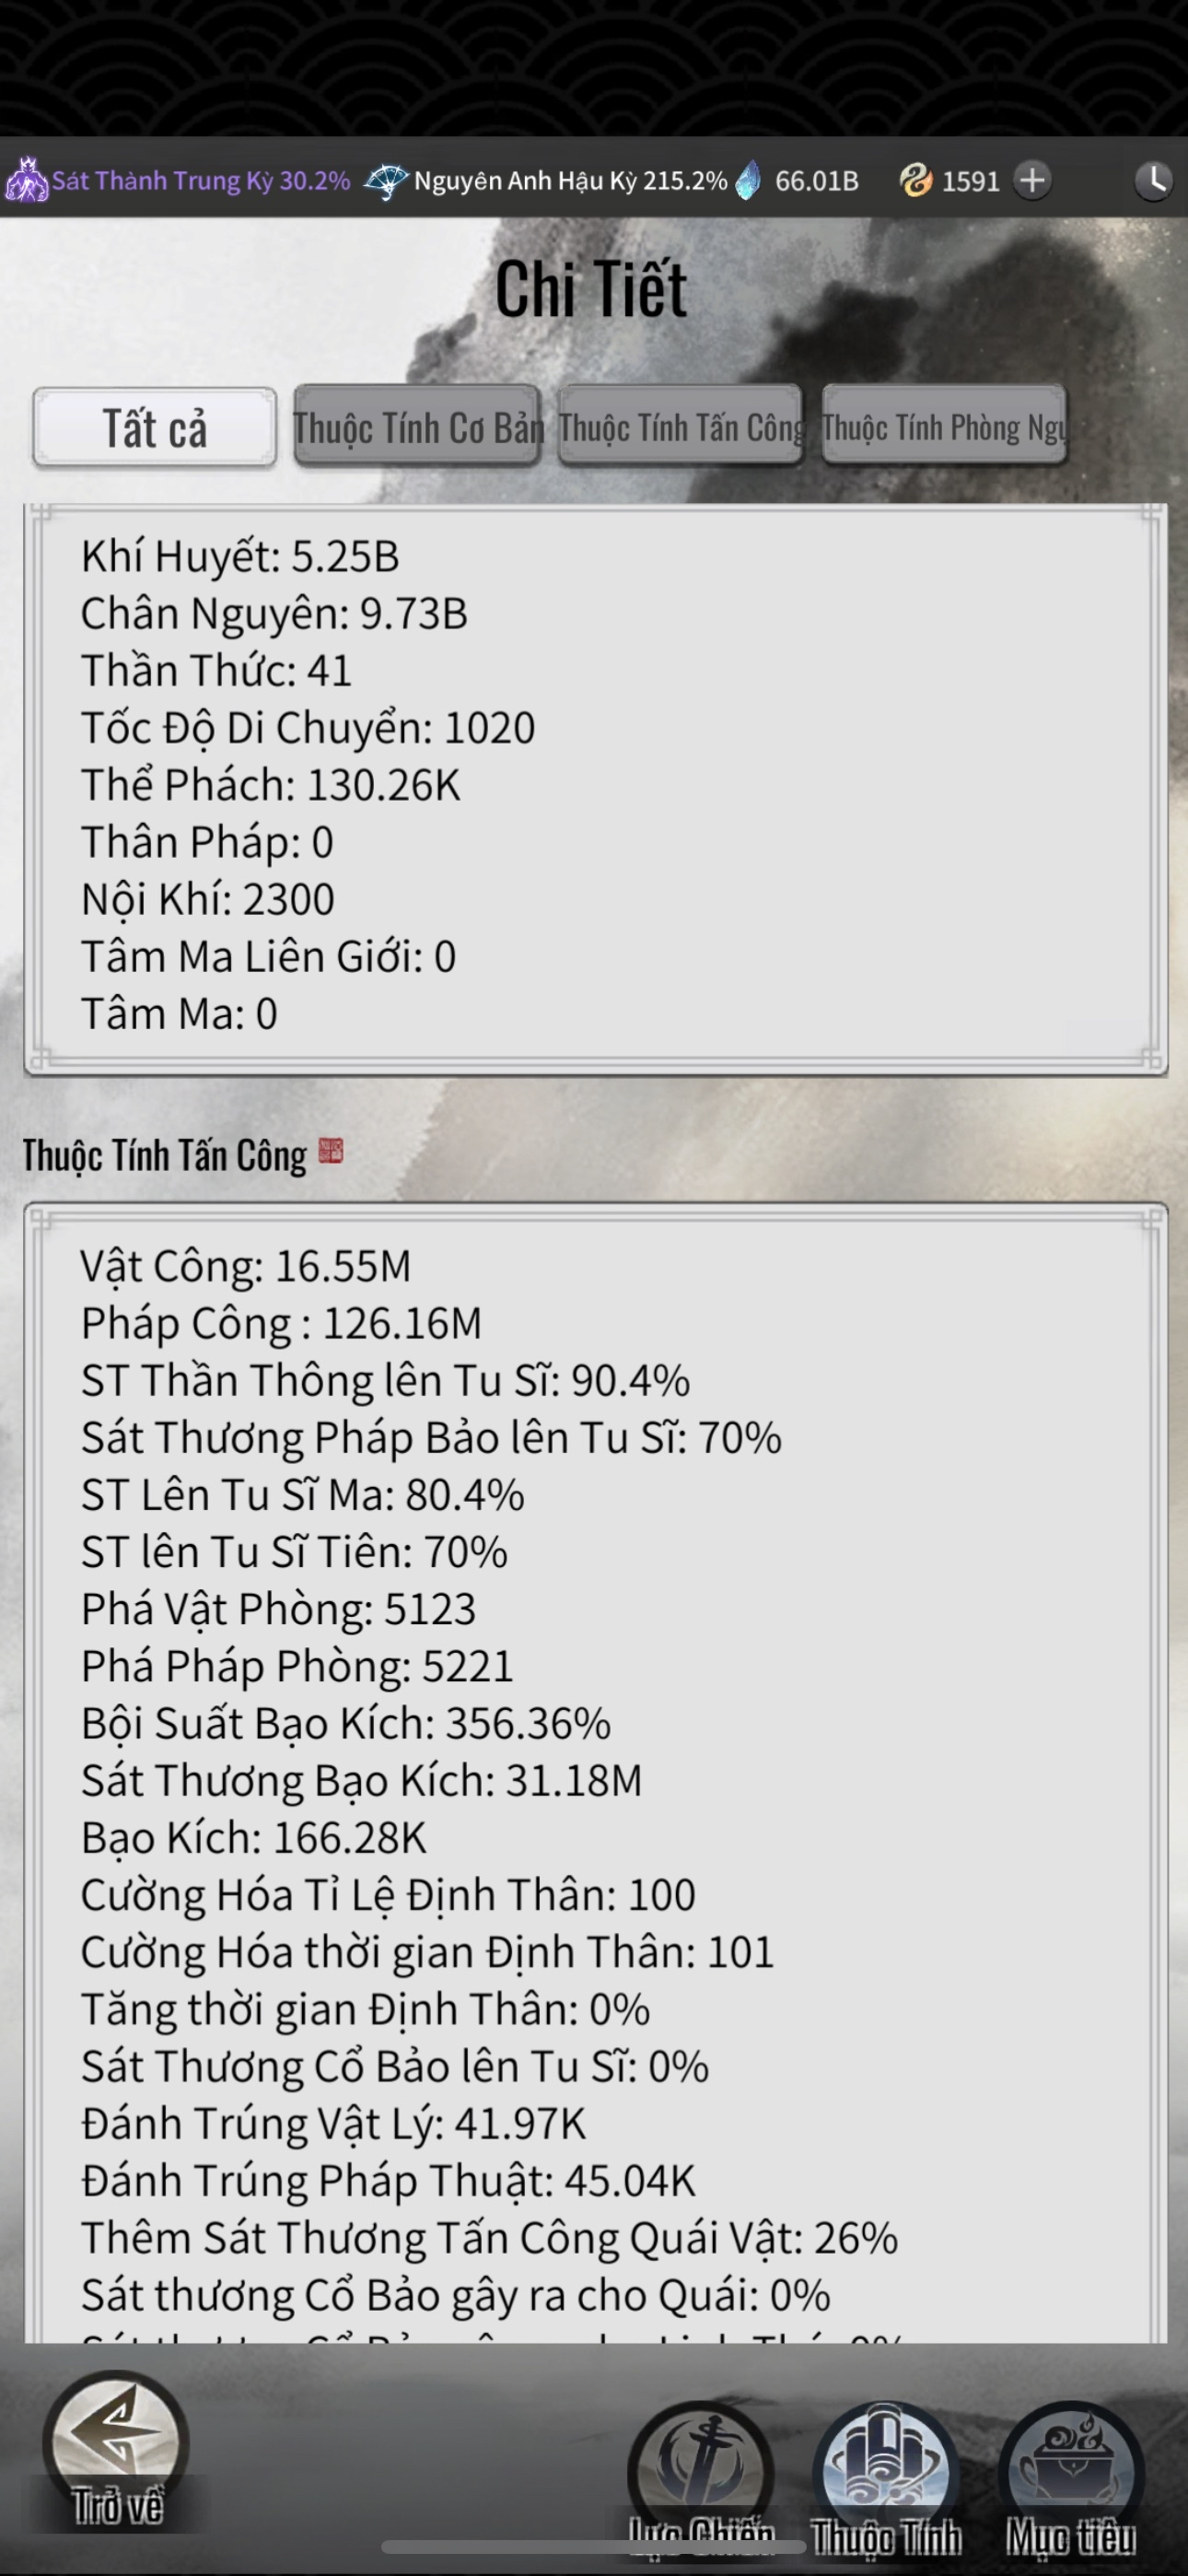 Sát Thành Trung Kỳ 30.2% Nguyên Anh Hậu Kỳ 215.2% 66.01B 1591
Chi Tiết
Tất cả Thuộc Tính Cơ Bản Thuộc Tính Tấn Công Thuộc Tính Phòng Ngự
Khí Huyết: 5.25B
Chân Nguyên: 9.73B
Thần Thức: 41
Tốc Độ Di Chuyển: 1020
Thể Phách: 130.26K
Thân Pháp: 0
Nội Khí: 2300
Tâm Ma Liên Giới: 0
Tâm Ma: 0
Thuộc Tính Tấn Công
Vật Công: 16.55M
Pháp Công : 126.16M
ST Thần Thông lên Tu Sĩ: 90.4%
Sát Thương Pháp Bảo lên Tu Sĩ: 70%
ST Lên Tu Sĩ Ma: 80.4%
ST lên Tu Sĩ Tiên: 70%
Phá Vật Phòng: 5123
Phá Pháp Phòng: 5221
Bội Suất Bạo Kích: 356.36%
Sát Thương Bạo Kích: 31.18M
Bạo Kích: 166.28K
Cường Hóa Tỉ Lệ Định Thân: 100
Cường Hóa thời gian Định Thân: 101
Tăng thời gian Định Thân: 0%
Sát Thương Cổ Bảo lên Tu Sĩ: 0%
Đánh Trúng Vật Lý: 41.97K
Đánh Trúng Pháp Thuật: 45.04K
Thêm Sát Thương Tấn Công Quái Vật: 26%
Sát thương Cổ Bảo gây ra cho Quái: 0%
Trở về Lực Chiến Thuộc Tính Mục tiêu